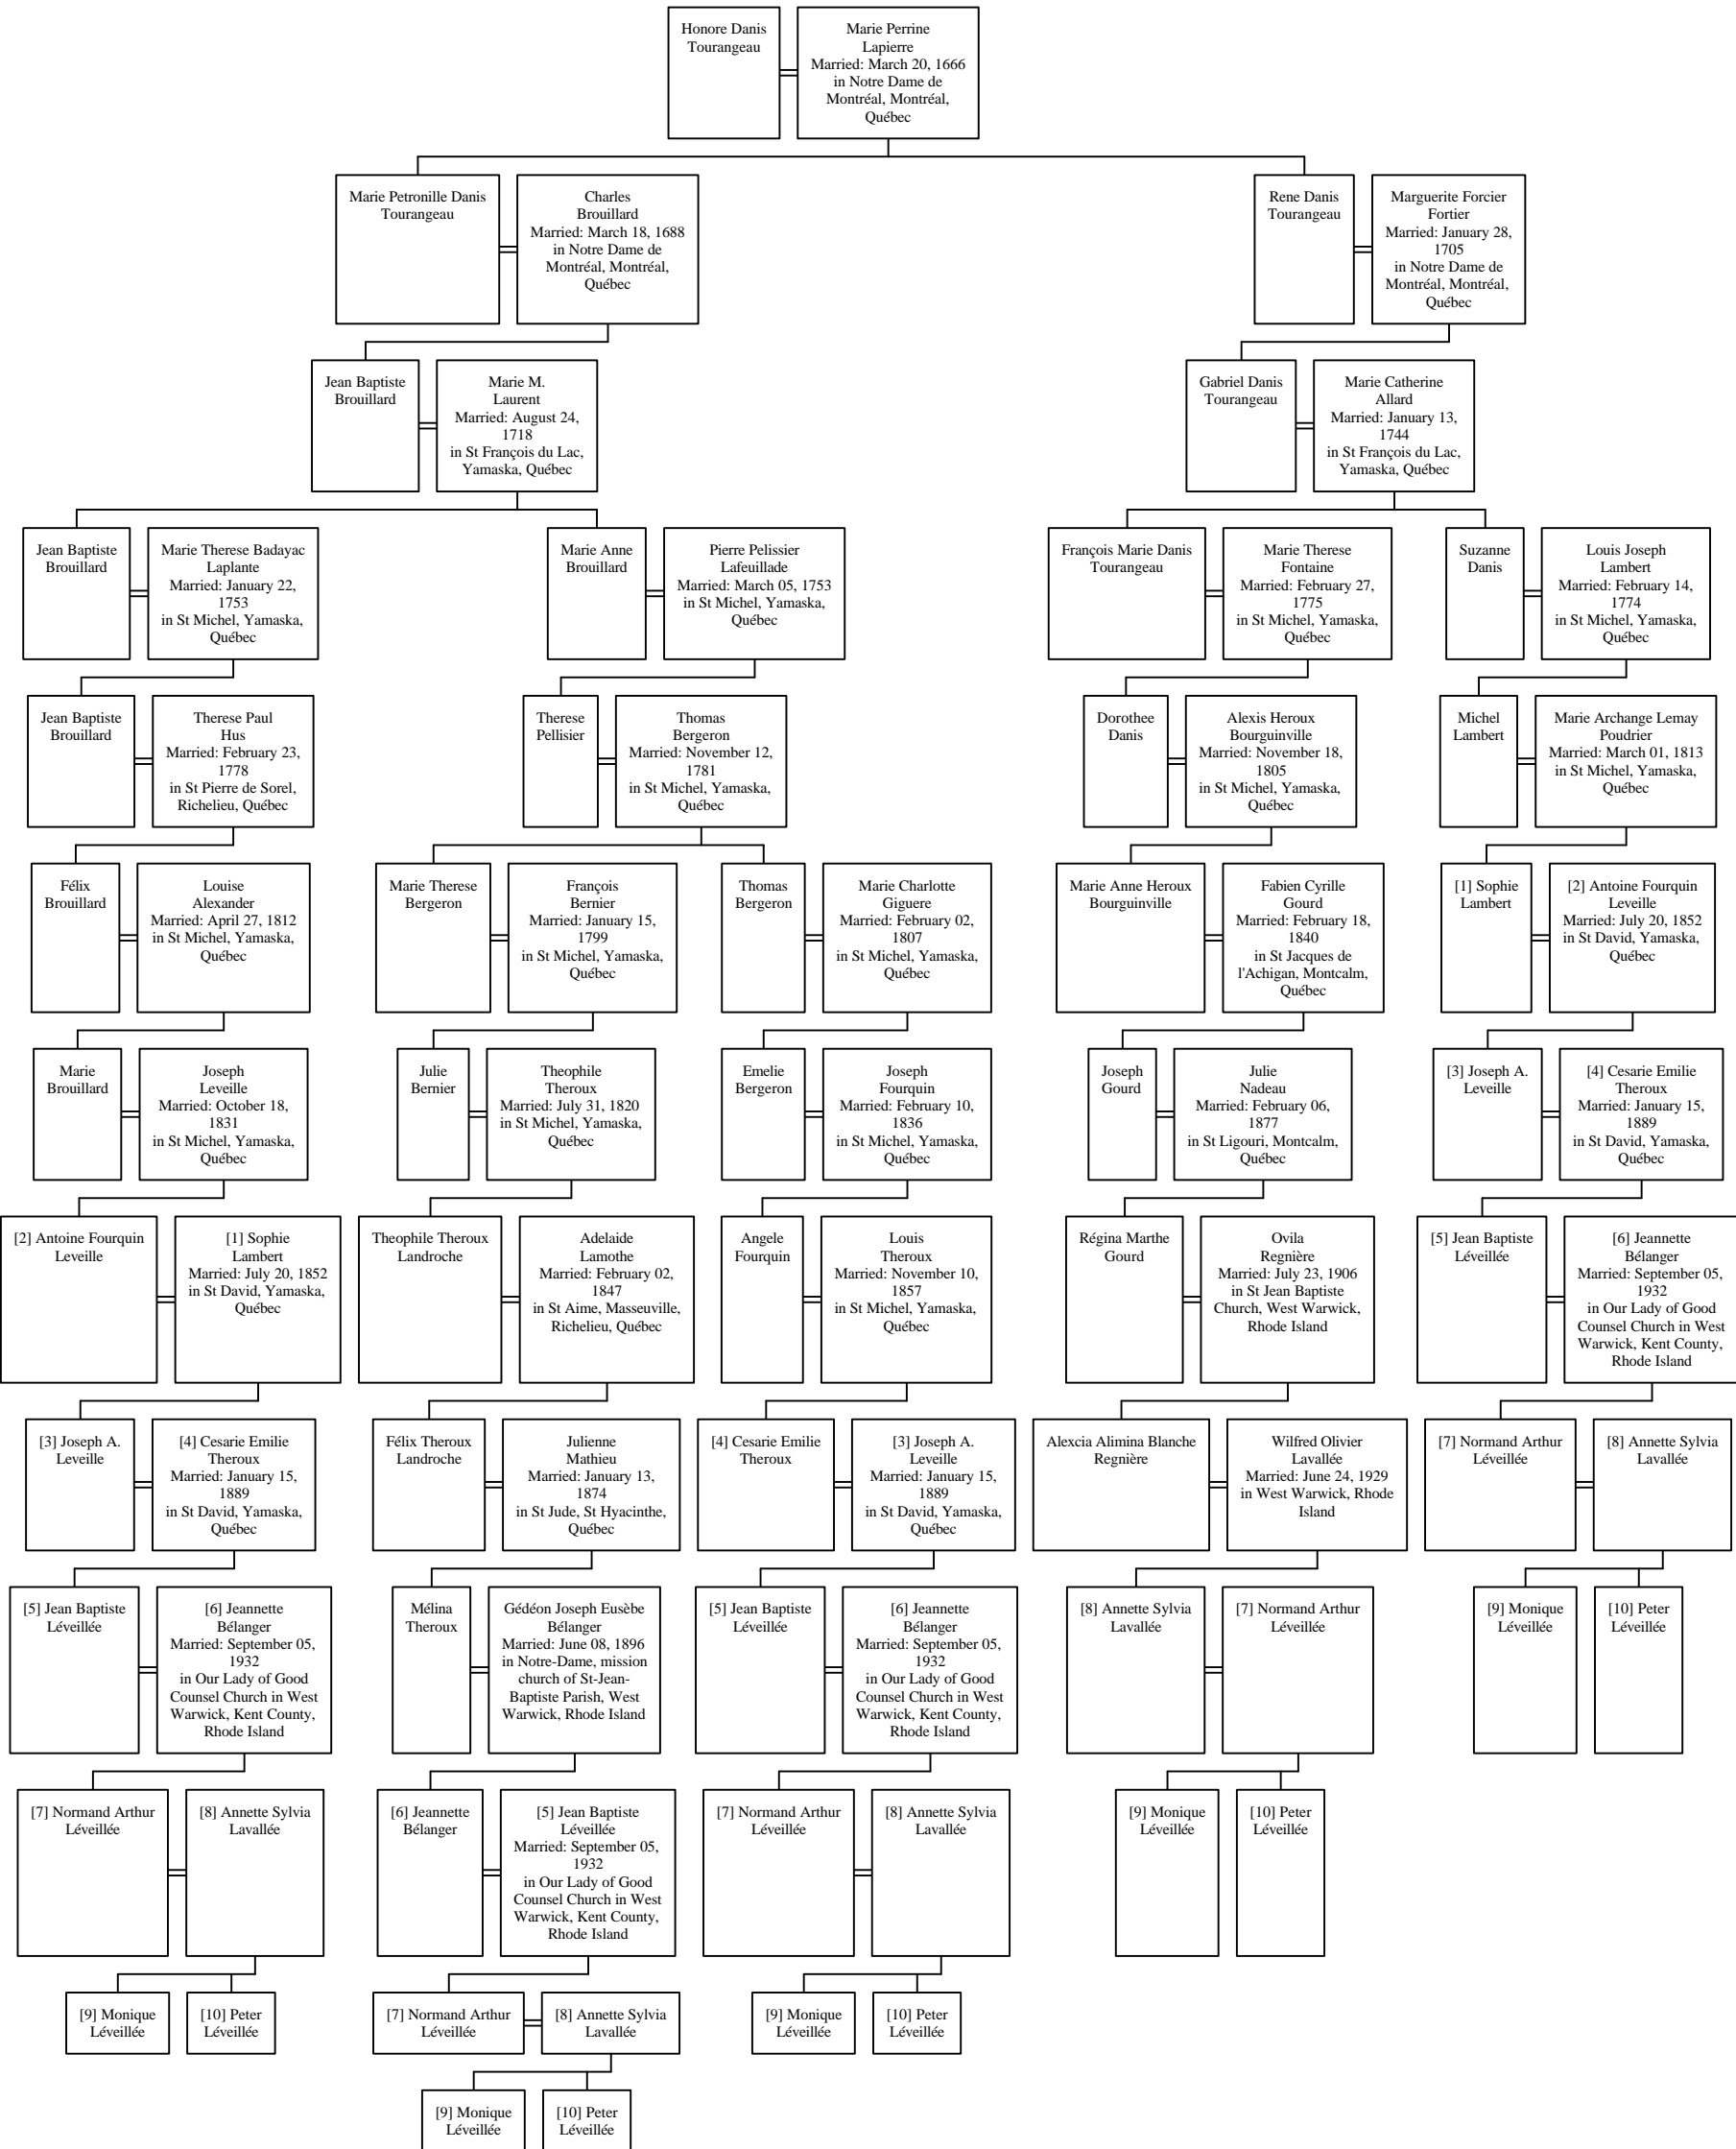 Honore Danis
Tourangeau
Marie Perrine
Lapierre
Married: March 20, 1666
in Notre Dame de
Montréal, Montréal,
Québec
Marie Petronille Danis
Tourangeau
Charles
Brouillard
Married: March 18, 1688
in Notre Dame de
Montréal, Montréal,
Québec
Rene Danis
Tourangeau
Marguerite Forcier
Fortier
Married: January 28,
1705
in Notre Dame de
Montréal, Montréal,
Québec
Jean Baptiste
Brouillard
Marie M.
Laurent
Married: August 24,
1718
in St François du Lac,
Yamaska, Québec
Gabriel Danis
Tourangeau
Marie Catherine
Allard
Married: January 13,
1744
in St François du Lac,
Yamaska, Québec
Jean Baptiste
Brouillard
Marie Therese Badayac
Laplante
Married: January 22,
1753
in St Michel, Yamaska,
Québec
Marie Anne
Brouillard
Pierre Pelissier
Lafeuillade
Married: March 05, 1753
in St Michel, Yamaska,
Québec
François Marie Danis
Tourangeau
Marie Therese
Fontaine
Married: February 27,
1775
in St Michel, Yamaska,
Québec
Suzanne
Danis
Louis Joseph
Lambert
Married: February 14,
1774
in St Michel, Yamaska,
Québec
Jean Baptiste
Brouillard
Therese Paul
Hus
Married: February 23,
1778
in St Pierre de Sorel,
Richelieu, Québec
Therese
Pellisier
Thomas
Bergeron
Married: November 12,
1781
in St Michel, Yamaska,
Québec
Dorothee
Danis
Alexis Heroux
Bourguinville
Married: November 18,
1805
in St Michel, Yamaska,
Québec
Michel
Lambert
Marie Archange Lemay
Poudrier
Married: March 01, 1813
in St Michel, Yamaska,
Québec
Félix
Brouillard
Louise
Alexander
Married: April 27, 1812
in St Michel, Yamaska,
Québec
Marie Therese
Bergeron
François
Bernier
Married: January 15,
1799
in St Michel, Yamaska,
Québec
Thomas
Bergeron
Marie Charlotte
Giguere
Married: February 02,
1807
in St Michel, Yamaska,
Québec
Marie Anne Heroux
Bourguinville
Fabien Cyrille
Gourd
Married: February 18,
1840
in St Jacques de
l'Achigan, Montcalm,
Québec
[1] Sophie
Lambert
[2] Antoine Fourquin
Leveille
Married: July 20, 1852
in St David, Yamaska,
Québec
Marie
Brouillard
Joseph
Leveille
Married: October 18,
1831
in St Michel, Yamaska,
Québec
Julie
Bernier
Theophile
Theroux
Married: July 31, 1820
in St Michel, Yamaska,
Québec
Emelie
Bergeron
Joseph
Fourquin
Married: February 10,
1836
in St Michel, Yamaska,
Québec
Joseph
Gourd
Julie
Nadeau
Married: February 06,
1877
in St Ligouri, Montcalm,
Québec
[3] Joseph A.
Leveille
[4] Cesarie Emilie
Theroux
Married: January 15,
1889
in St David, Yamaska,
Québec
[2] Antoine Fourquin
Leveille
[1] Sophie
Lambert
Married: July 20, 1852
in St David, Yamaska,
Québec
Theophile Theroux
Landroche
Adelaide
Lamothe
Married: February 02,
1847
in St Aime, Masseuville,
Richelieu, Québec
Angele
Fourquin
Louis
Theroux
Married: November 10,
1857
in St Michel, Yamaska,
Québec
Régina Marthe
Gourd
Ovila
Regnière
Married: July 23, 1906
in St Jean Baptiste
Church, West Warwick,
Rhode Island
[5] Jean Baptiste
Léveillée
[6] Jeannette
Bélanger
Married: September 05,
1932
in Our Lady of Good
Counsel Church in West
Warwick, Kent County,
Rhode Island
[3] Joseph A.
Leveille
[4] Cesarie Emilie
Theroux
Married: January 15,
1889
in St David, Yamaska,
Québec
Félix Theroux
Landroche
Julienne
Mathieu
Married: January 13,
1874
in St Jude, St Hyacinthe,
Québec
[4] Cesarie Emilie
Theroux
[3] Joseph A.
Leveille
Married: January 15,
1889
in St David, Yamaska,
Québec
Alexcia Alimina Blanche
Regnière
Wilfred Olivier
Lavallée
Married: June 24, 1929
in West Warwick, Rhode
Island
[7] Normand Arthur
Léveillée
[8] Annette Sylvia
Lavallée
[5] Jean Baptiste
Léveillée
[6] Jeannette
Bélanger
Married: September 05,
1932
in Our Lady of Good
Counsel Church in West
Warwick, Kent County,
Rhode Island
Mélina
Theroux
Gédéon Joseph Eusèbe
Bélanger
Married: June 08, 1896
in Notre-Dame, mission
church of St-Jean-
Baptiste Parish, West
Warwick, Rhode Island
[5] Jean Baptiste
Léveillée
[6] Jeannette
Bélanger
Married: September 05,
1932
in Our Lady of Good
Counsel Church in West
Warwick, Kent County,
Rhode Island
[8] Annette Sylvia
Lavallée
[7] Normand Arthur
Léveillée
[9] Monique
Léveillée
[10] Peter
Léveillée
[7] Normand Arthur
Léveillée
[8] Annette Sylvia
Lavallée
[6] Jeannette
Bélanger
[5] Jean Baptiste
Léveillée
Married: September 05,
1932
in Our Lady of Good
Counsel Church in West
Warwick, Kent County,
Rhode Island
[7] Normand Arthur
Léveillée
[8] Annette Sylvia
Lavallée
[9] Monique
Léveillée
[10] Peter
Léveillée
[9] Monique
Léveillée
[10] Peter
Léveillée
[7] Normand Arthur
Léveillée
[8] Annette Sylvia
Lavallée
[9] Monique
Léveillée
[10] Peter
Léveillée
[9] Monique
Léveillée
[10] Peter
Léveillée